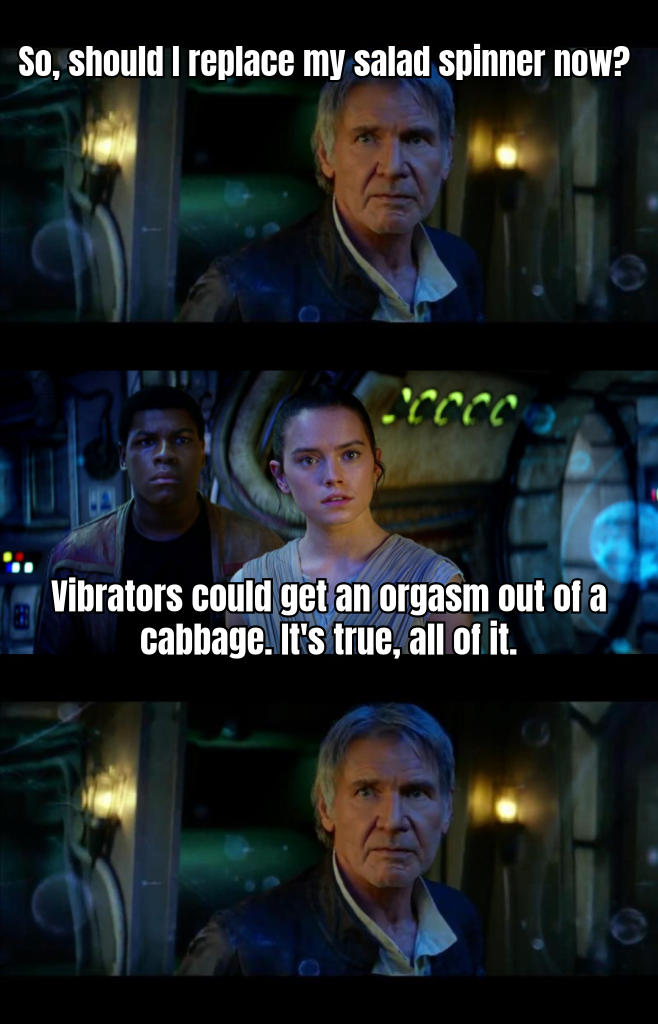 So, should I replace my salad spinner now?
Vibrators could get an orgasm out of a
cabbage. It's true, all of it.